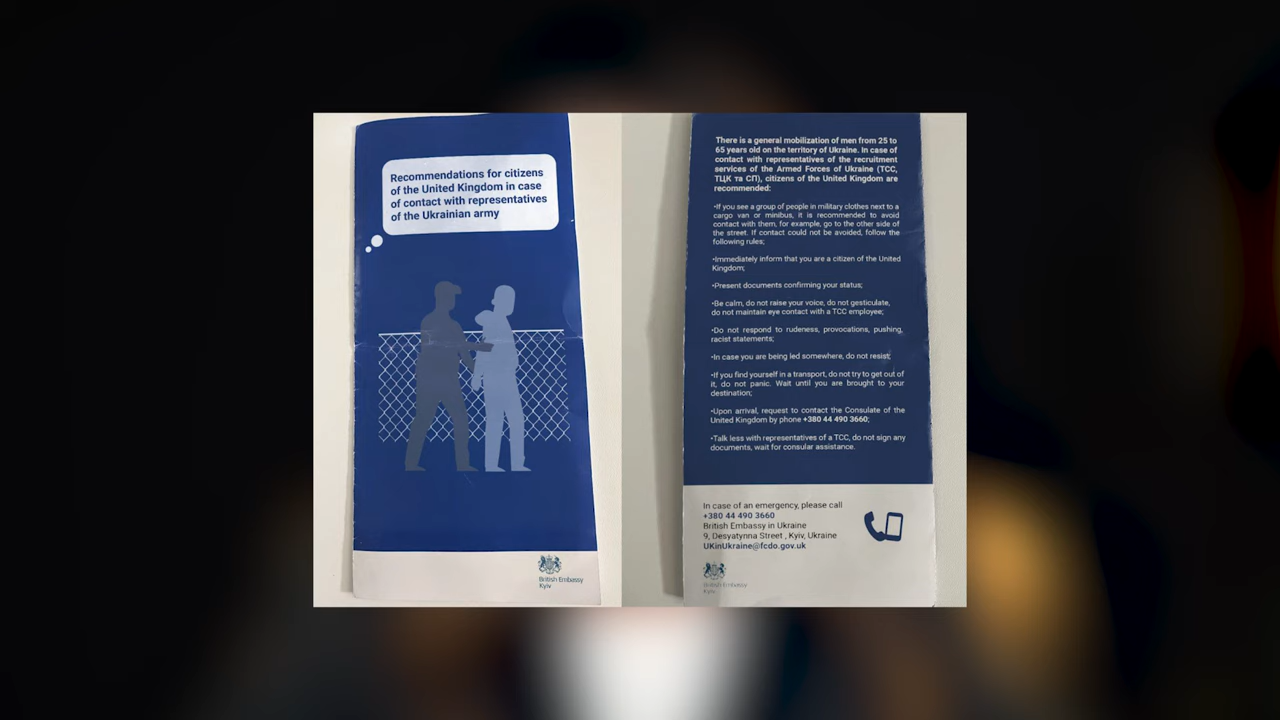 Recommendations for citizens
of the United Kingdom in case
of contact with representatives
of the Ukrainian army
British Embassy
Kyiv
There is a general mobilization of men from 25 to
65 years old on the territory of Ukraine. In case of
contact with representatives of the recruitment
services of the Armed Forces of Ukraine (TCC,
ТЦК та СП), citizens of the United Kingdom are
recommended:
•If you see a group of people in military clothes next to a
cargo van or minibus, it is recommended to avoid
contact with them, for example, go to the other side of
the street. If contact could not be avoided, follow the
following rules;
•Immediately inform that you are a citizen of the United
Kingdom;
•Present documents confirming your status;
•Be calm, do not raise your voice, do not gesticulate,
do not maintain eye contact with a TCC employee;
•Do not respond to rudeness, provocations, pushing,
racist statements;
•In case you are being led somewhere, do not resist;
•If you find yourself in a transport, do not try to get out of
it, do not panic. Wait until you are brought to your
destination;
•Upon arrival, request to contact the Consulate of the
United Kingdom by phone +380 44 490 3660;
•Talk less with representatives of a TCC, do not sign any
documents, wait for consular assistance.
In case of an emergency, please call
+380 44 490 3660
British Embassy in Ukraine
9, Desyatynna Street , Kyiv, Ukraine
UKinUkraine@fcdo.gov.uk
British Embassy
Kyiv